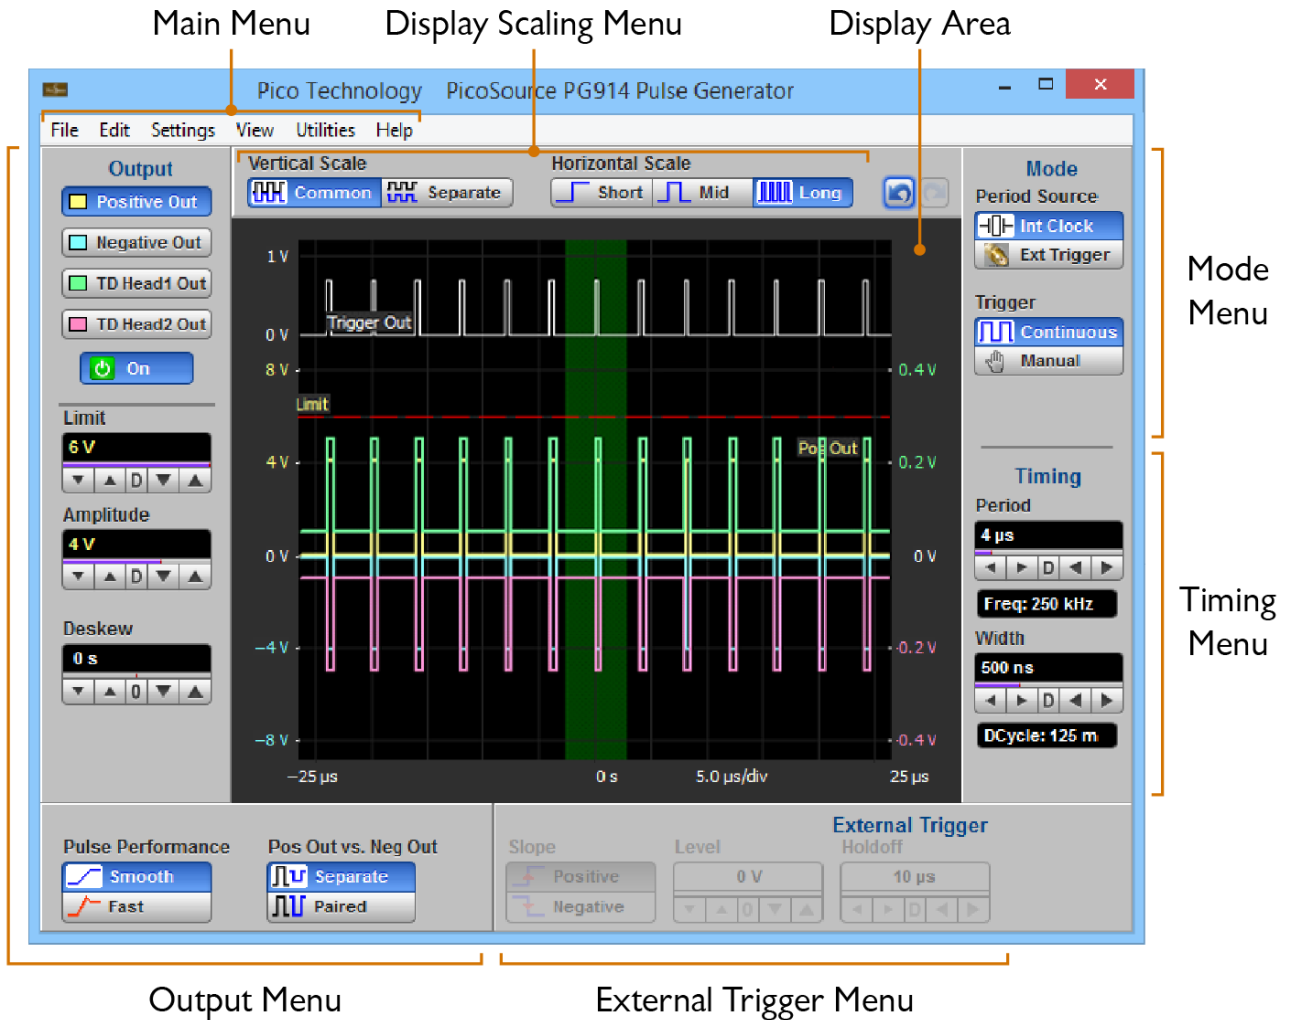 Main Menu
Display Scaling Menu
Display Area
Pico Technology PicoSource PG914 Pulse Generator
File Edit Settings View Utilities Help
Output
Positive Out
Negative Out
TD Head1 Out
TD Head2 Out
On
Limit
6 V
D
Amplitude
4 V
D
Deskew
0 s
0
Vertical Scale
Common
Separate
Horizontal Scale
Short
Mid
Long
1 V
Trigger Out
0 V
8 V
0.4 V
Limit
Pos Out
4 V
0.2 V
0 V
0 V
−4 V
-0.2 V
−8 V
-0.4 V
−25 µs
0 s
5.0 µs/div
25 µs
Mode
Period Source
Int Clock
Ext Trigger
Trigger
Continuous
Manual
Timing
Period
4 µs
D
Freq: 250 kHz
Width
500 ns
D
DCycle: 125 m
Mode
Menu
Timing
Menu
Pulse Performance
Smooth
Fast
Pos Out vs. Neg Out
Separate
Paired
External Trigger
Slope
Positive
Negative
Level
0 V
0
Holdoff
10 µs
D
Output Menu
External Trigger Menu